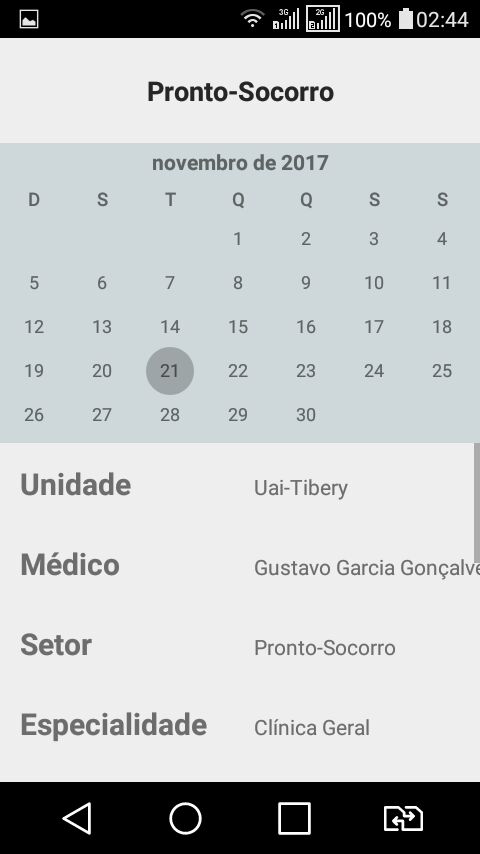 3G 2G 100% 02:44
Pronto-Socorro
novembro de 2017
D S T Q Q S S
1 2 3 4
5 6 7 8 9 10 11
12 13 14 15 16 17 18
19 20 21 22 23 24 25
26 27 28 29 30
Unidade Uai-Tibery
Médico Gustavo Garcia Gonçalve
Setor Pronto-Socorro
Especialidade Clínica Geral